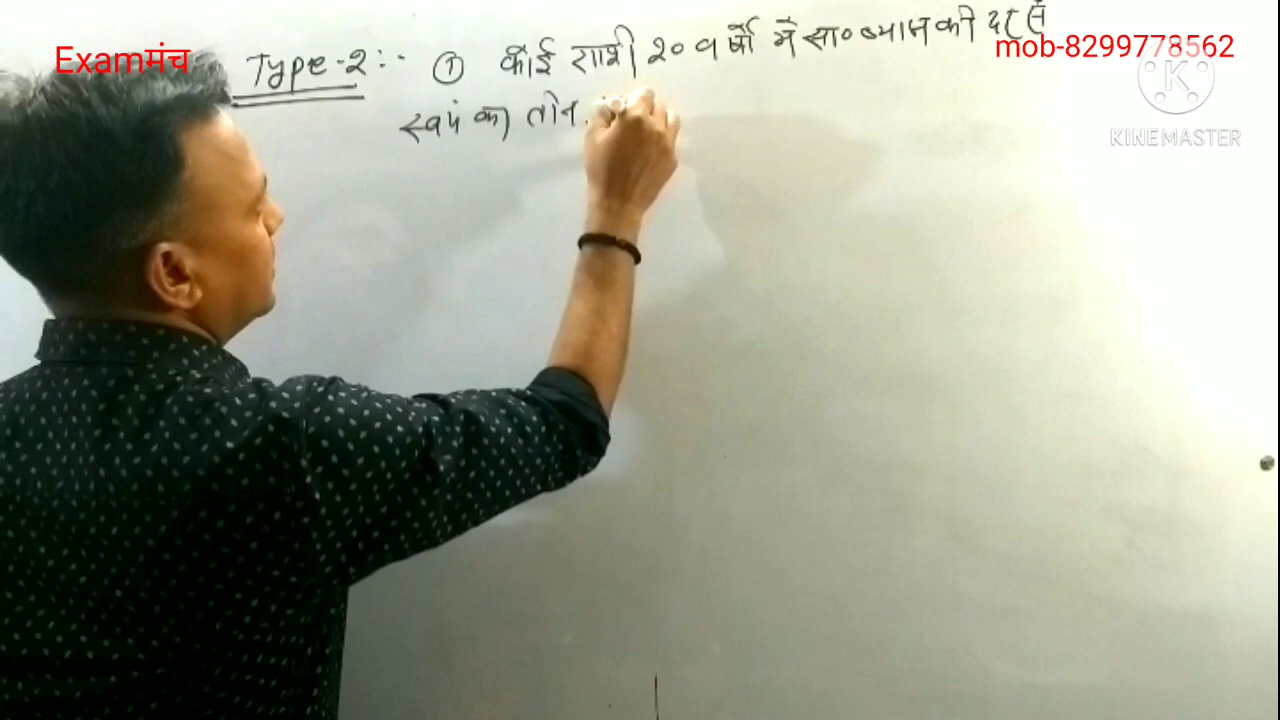 Examमंच
mob-8299778562
KINEMASTER
Type-2:- ① कोई राशी 20 वर्षो में सा० ब्याज की दर से
स्वयं का तीन